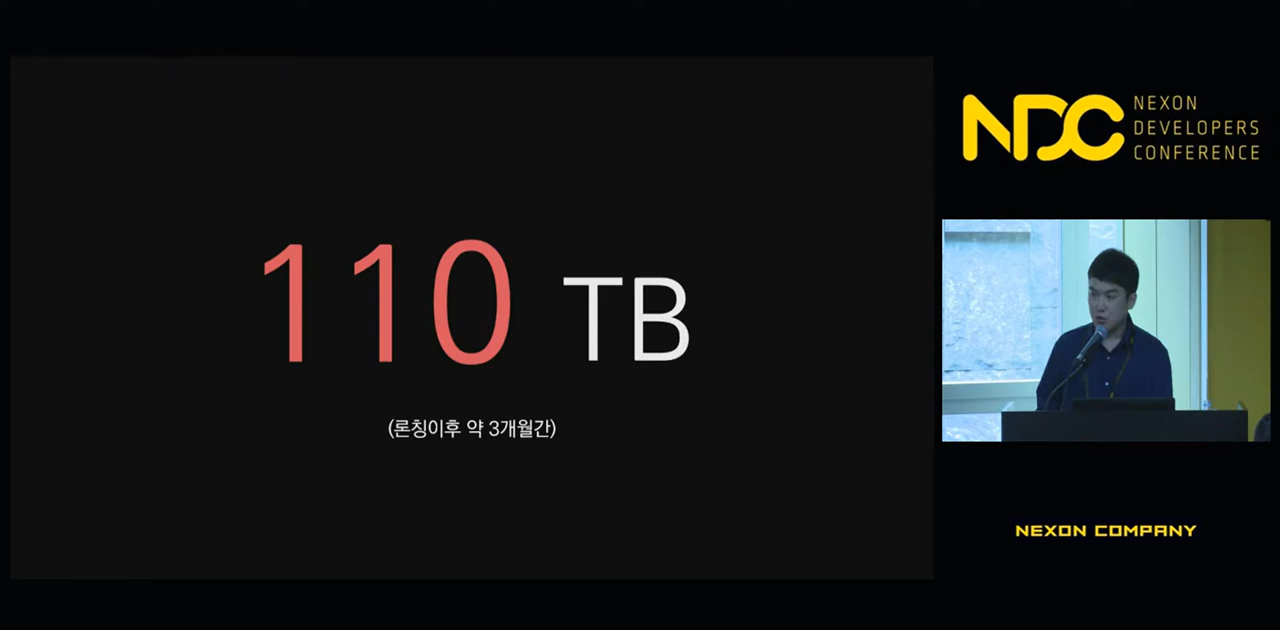 110 TB
(론칭이후 약 3개월간)
NDC
NEXON
DEVELOPERS
CONFERENCE
NEXON COMPANY